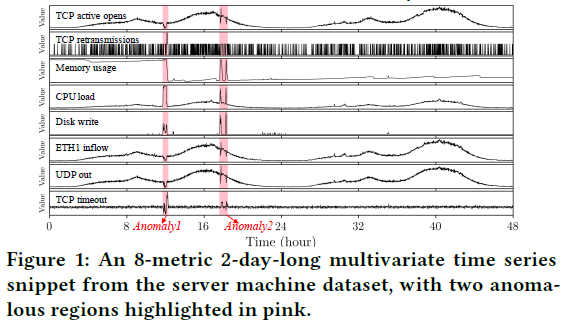 Value TCP active opens
Value TCP retransmissions
Value Memory usage
Value CPU load
Value Disk write
Value ETH1 inflow
Value UDP out
Value TCP timeout
0 8 16 24 32 40 48
Anomaly1 Anomaly2
Time (hour)
Figure 1: An 8-metric 2-day-long multivariate time series
snippet from the server machine dataset, with two anoma-
lous regions highlighted in pink.